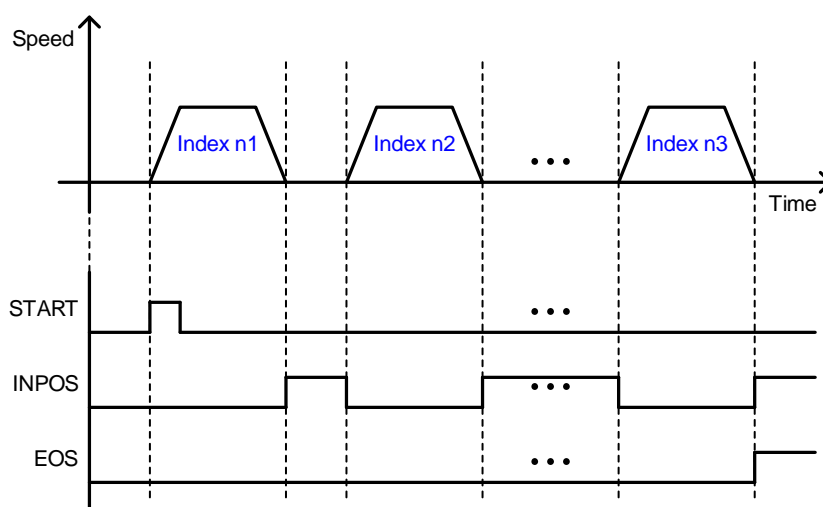 Speed
Index n1
Index n2
Index n3
Time
START
INPOS
EOS